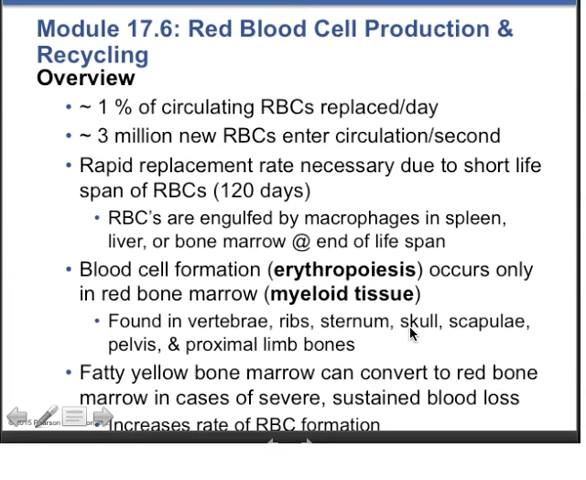 Module 17.6: Red Blood Cell Production &
Recycling
Overview
• ~ 1 % of circulating RBCs replaced/day
• ~ 3 million new RBCs enter circulation/second
• Rapid replacement rate necessary due to short life
span of RBCs (120 days)
• RBC's are engulfed by macrophages in spleen,
liver, or bone marrow @ end of life span
• Blood cell formation (erythropoiesis) occurs only
in red bone marrow (myeloid tissue)
• Found in vertebrae, ribs, sternum, skull, scapulae,
pelvis, & proximal limb bones
• Fatty yellow bone marrow can convert to red bone
marrow in cases of severe, sustained blood loss
Increases rate of RBC formation